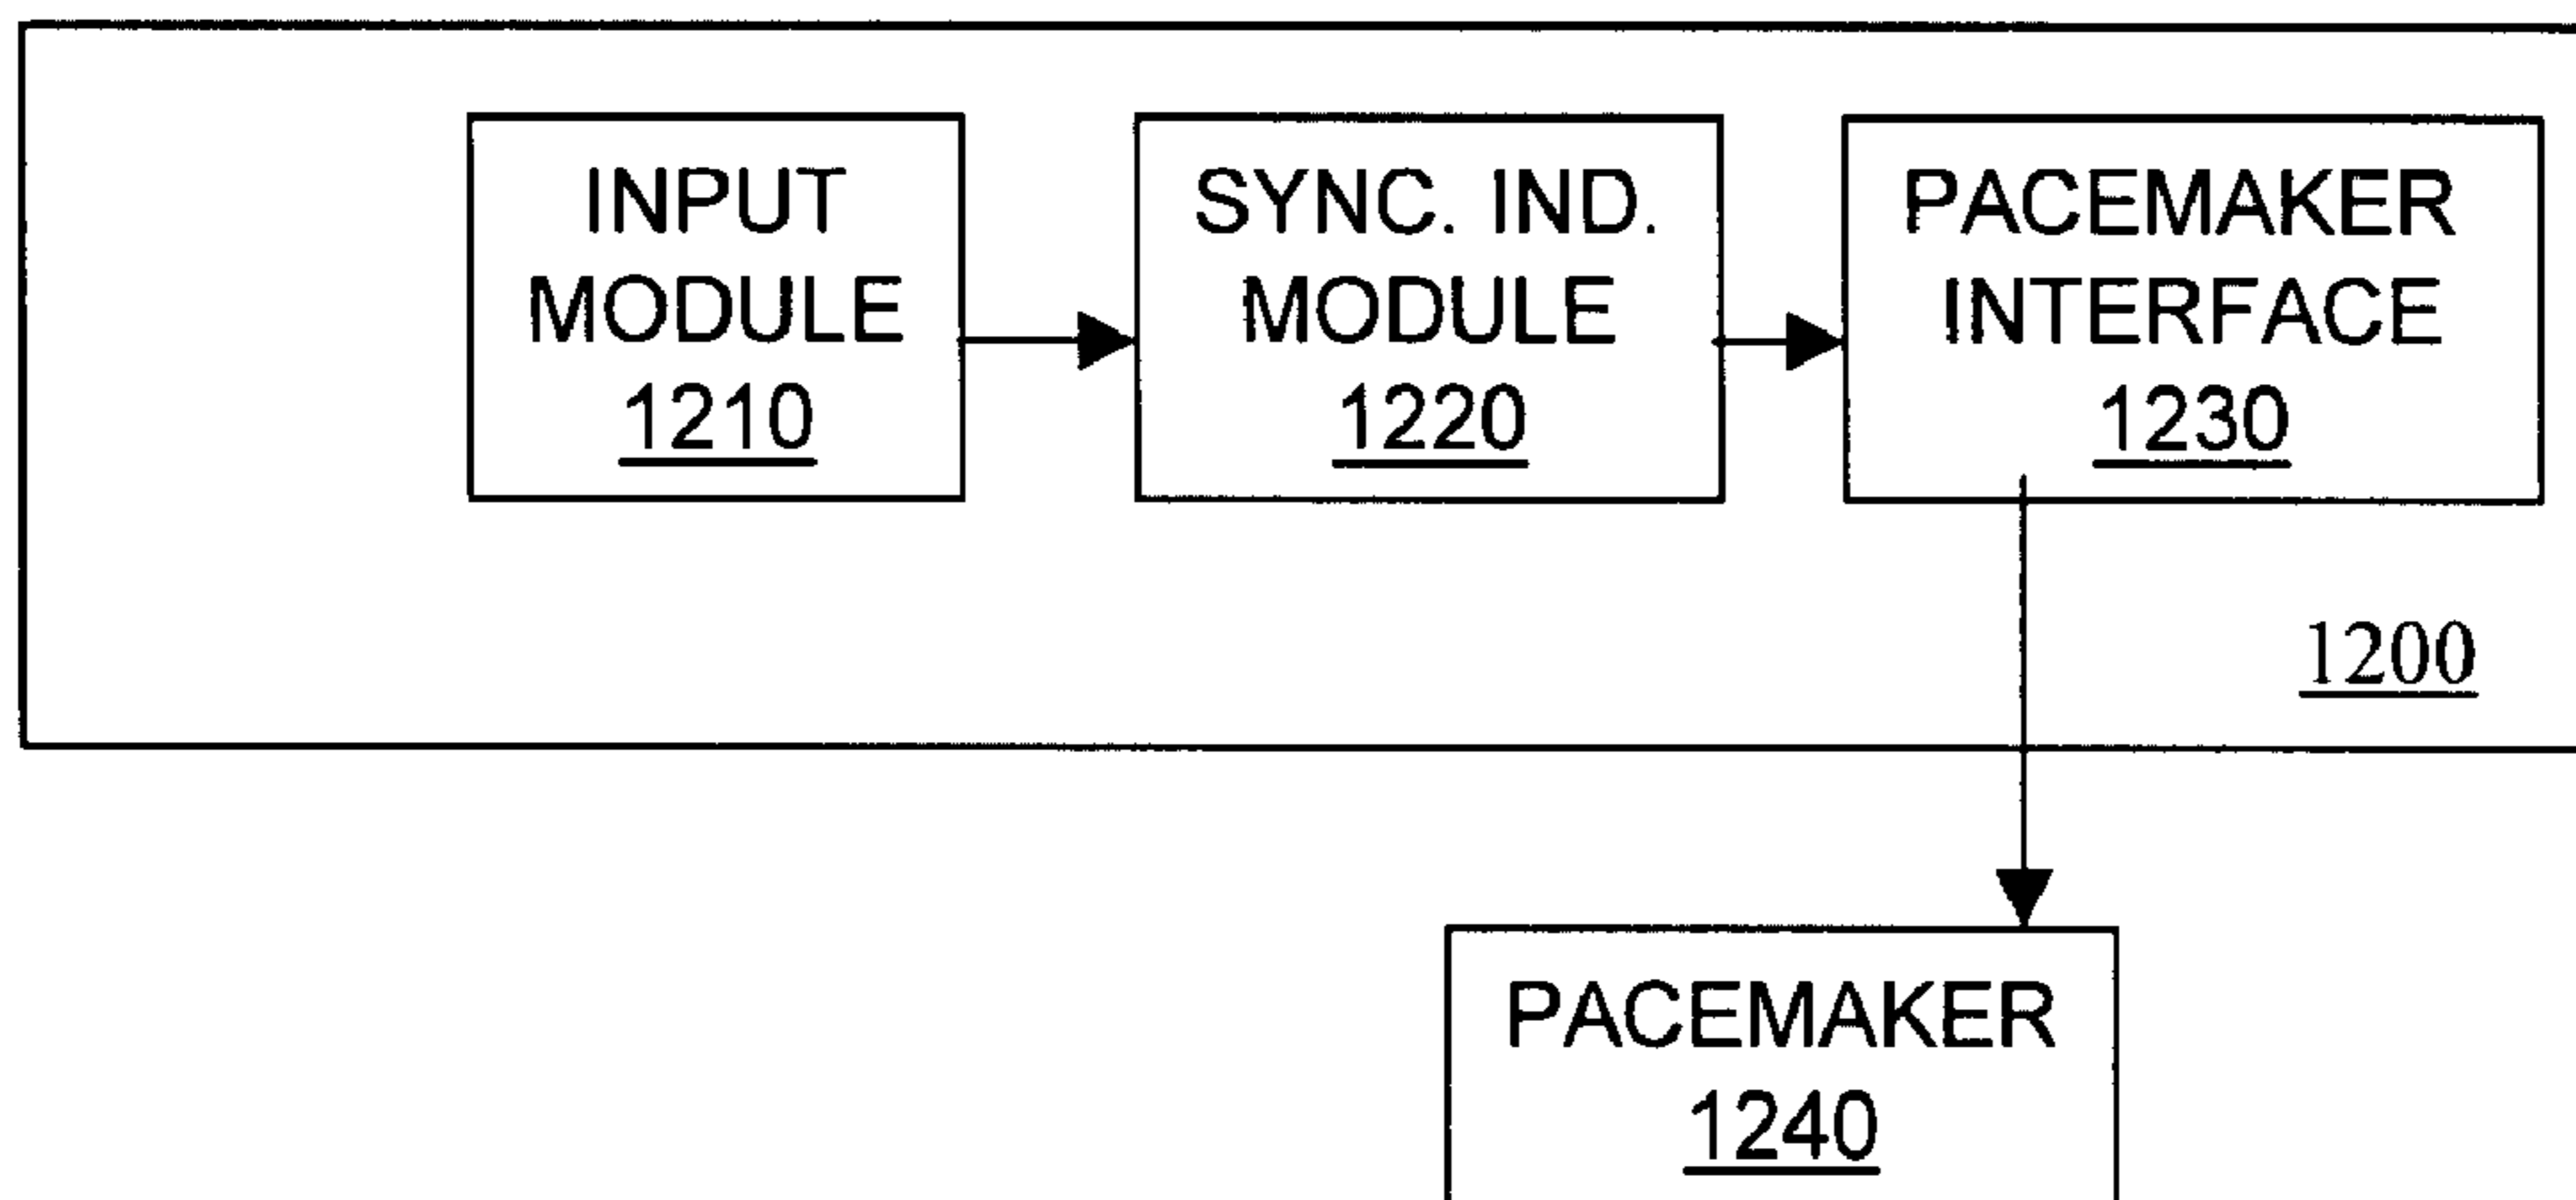 INPUT
MODULE
1210
SYNC. IND.
MODULE
1220
PACEMAKER
INTERFACE
1230
1200
PACEMAKER
1240